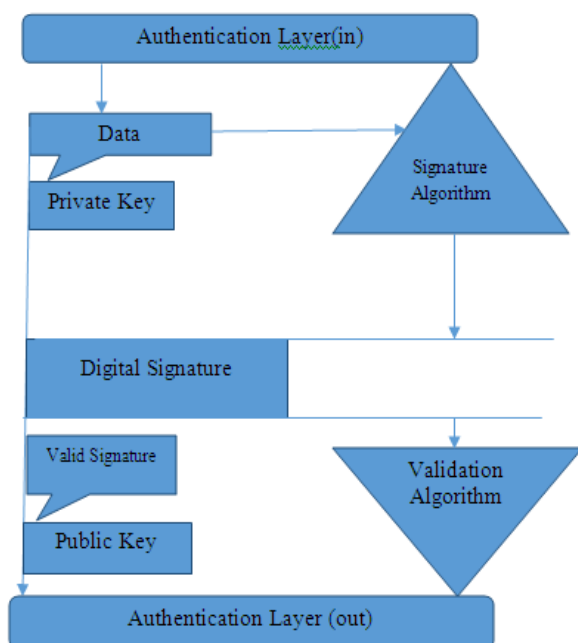 Authentication Layer(in)
Data
Signature
Algorithm
Private Key
Digital Signature
Valid Signature
Validation
Algorithm
Public Key
Authentication Layer (out)